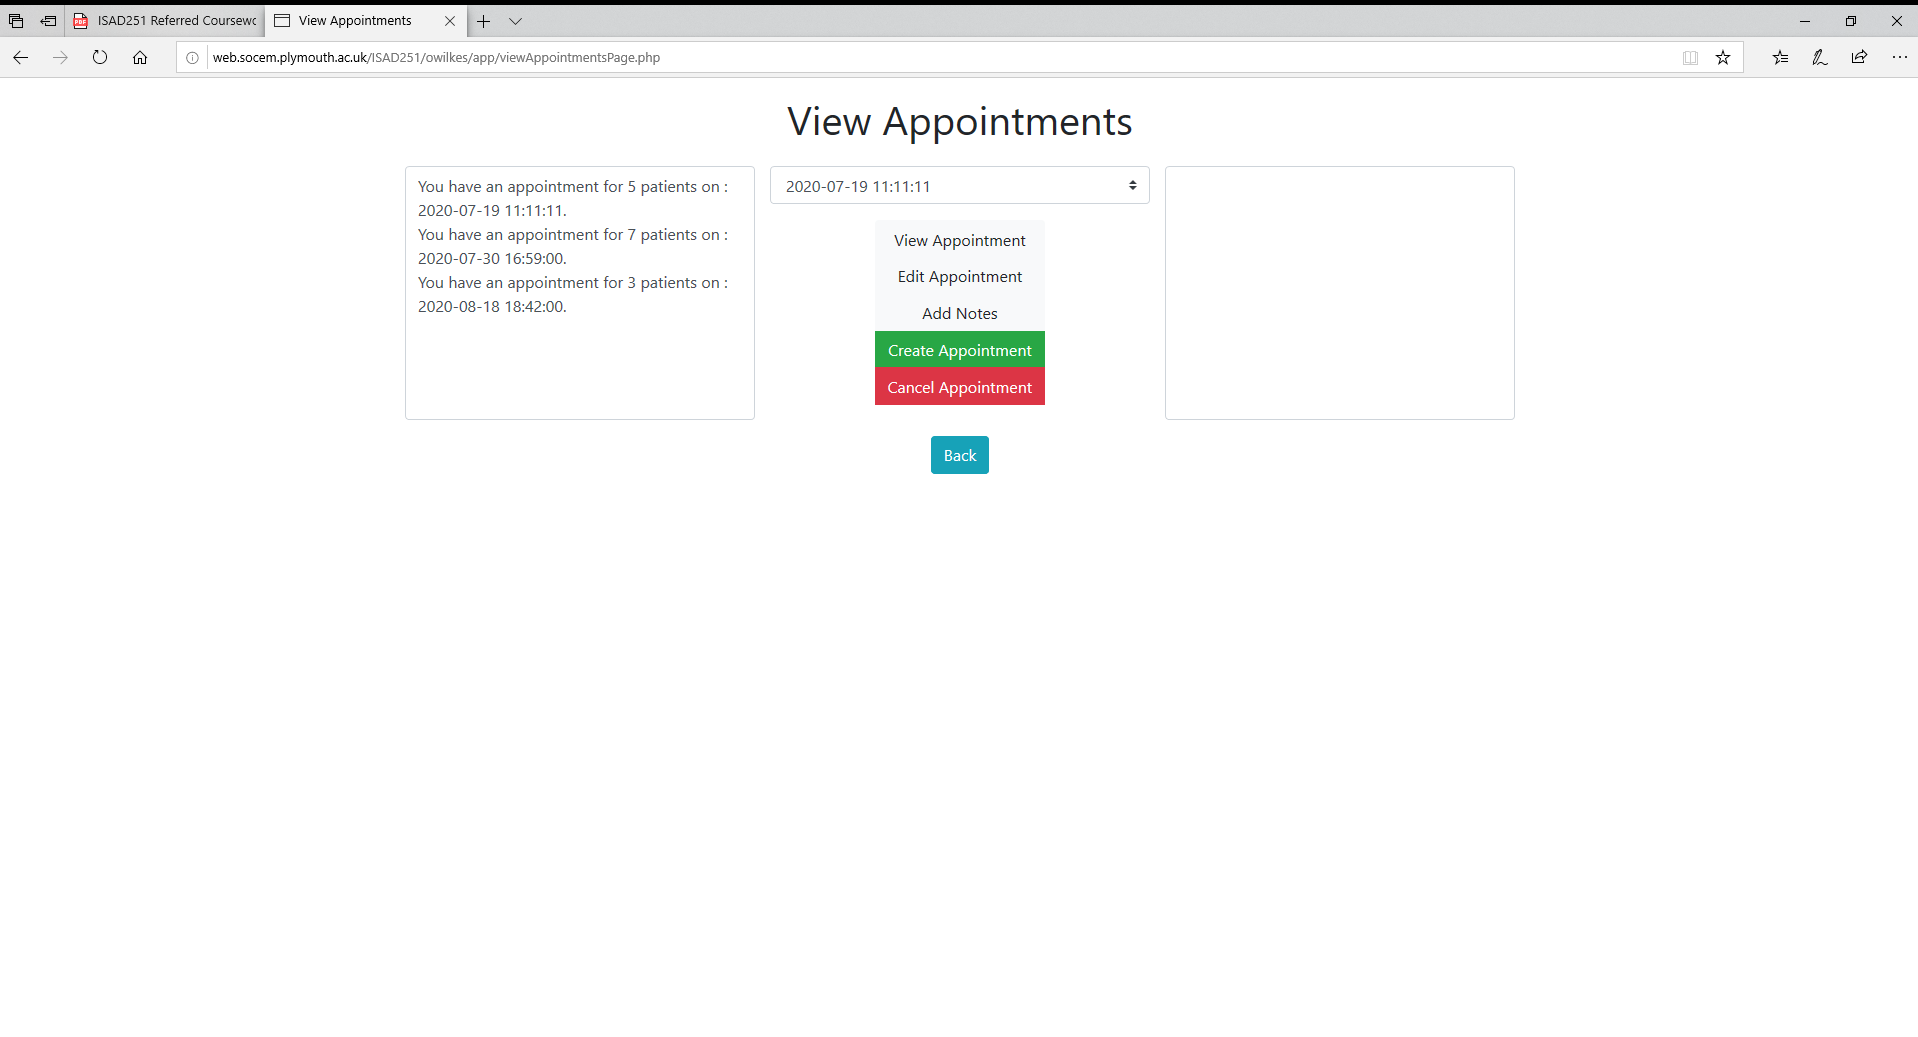 ISAD251 Referred Coursew
View Appointments
web.socem.plymouth.ac.uk/ISAD251/owilkes/app/viewAppointmentsPage.php
View Appointments
You have an appointment for 5 patients on :
2020-07-19 11:11:11.
You have an appointment for 7 patients on :
2020-07-30 16:59:00.
You have an appointment for 3 patients on :
2020-08-18 18:42:00.
2020-07-19 11:11:11
View Appointment
Edit Appointment
Add Notes
Create Appointment
Cancel Appointment
Back